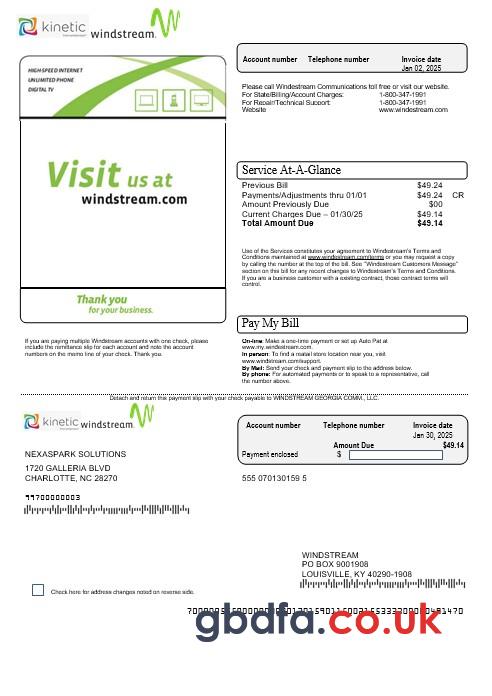 kinetic windstream.
HIGH-SPEED INTERNET
UNLIMITED PHONE
DIGITAL TV
Visit us at
windstream.com
Thank you
for your business.
If you are paying multiple Windstream accounts with one check, please
include the remittance slip for each account and note the account
numbers on the memo line of your check. Thank you.
Account number Telephone number Invoice date
Jan 02, 2025
Please call Windstream Communications toll free or visit our website.
For State/Billing/Account Charges: 1-800-347-1991
For Repair/Technical Support: 1-800-347-1991
Website www.windestream.com
Service At-A-Glance
Previous Bill $49.24
Payments/Adjustments thru 01/01 $49.24 CR
Amount Previously Due $00
Current Charges Due – 01/30/25 $49.14
Total Amount Due $49.14
Use of the Services constitutes your agreement to Windstream's Terms and
Conditions maintained at www.windstream.com/terms or you may request a copy
by calling the number at the top of the bill. See "Windstream Customers Message"
section on this bill for any recent changes to Windstream's Terms and Conditions.
If you are a business customer with a existing contract, those contract terms will
control.
Pay My Bill
On-line: Make a one-time payment or set up Auto Pat at
www.my.windstream.com.
In person: To find a mail store location near you, visit
www.windstream.com/support.
By Mail: Send your check and payment slip to the address below.
By phone: For automated payments or to speak to a representative, call
the number above.
Detach and return this payment slip with your check payable to WINDSTREAM GEORGIA COMM., LLC.
kinetic windstream.
Account number Telephone number Invoice date
Jan 30, 2025
Amount Due $49.14
Payment enclosed $
NEXASPARK SOLUTIONS
1720 GALLERIA BLVD
CHARLOTTE, NC 28270
99700000003
555 070130159 5
WINDSTREAM
PO BOX 9001908
LOUISVILLE, KY 40290-1908
Check here for address changes noted on reverse side.
gbdfa.co.uk